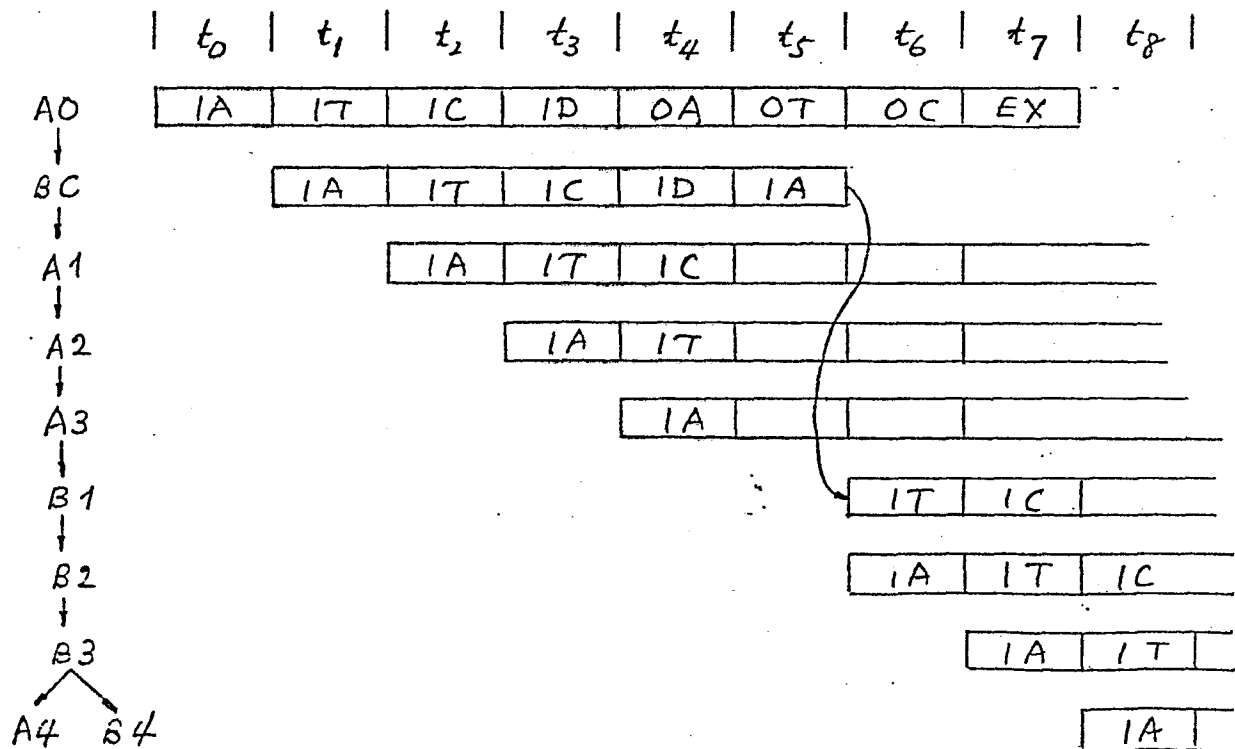 t0 t1 t2 t3 t4 t5 t6 t7 t8
A0 IA IT IC ID OA OT OC EX
BC IA IT IC ID IA
A1 IA IT IC
A2 IA IT
A3 IA
B1 IT IC
B2 IA IT IC
B3 IA IT
A4 B4 IA